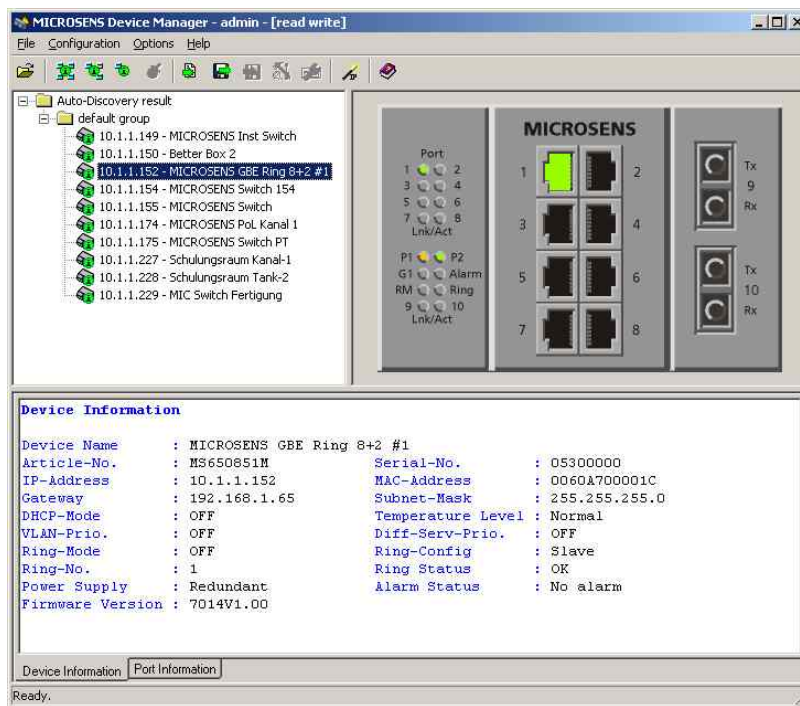 MICROSENS Device Manager - admin - [read write]
File Configuration Options Help
Auto-Discovery result
default group
10.1.1.149 - MICROSENS Inst Switch
10.1.1.150 - Better Box 2
10.1.1.152 - MICROSENS GBE Ring 8+2 #1
10.1.1.154 - MICROSENS Switch 154
10.1.1.155 - MICROSENS Switch
10.1.1.174 - MICROSENS PoL Kanal 1
10.1.1.175 - MICROSENS Switch PT
10.1.1.227 - Schulungsraum Kanal-1
10.1.1.228 - Schulungsraum Tank-2
10.1.1.229 - MIC Switch Fertigung
Port
1 2
3 4
5 6
7 8
Lnk/Act
P1 P2
G1 Alarm
RM Ring
9 10
Lnk/Act
MICROSENS
1 2
3 4
5 6
7 8
Tx
9
Rx
Tx
10
Rx
Device Information
Device Name : MICROSENS GBE Ring 8+2 #1
Article-No. : MS650851M Serial-No. : 05300000
IP-Address : 10.1.1.152 MAC-Address : 0060A700001C
Gateway : 192.168.1.65 Subnet-Mask : 255.255.255.0
DHCP-Mode : OFF Temperature Level : Normal
VLAN-Prio. : OFF Diff-Serv-Prio. : OFF
Ring-Mode : OFF Ring-Config : Slave
Ring-No. : 1 Ring Status : OK
Power Supply : Redundant Alarm Status : No alarm
Firmware Version : 7014V1.00
Device Information Port Information
Ready.